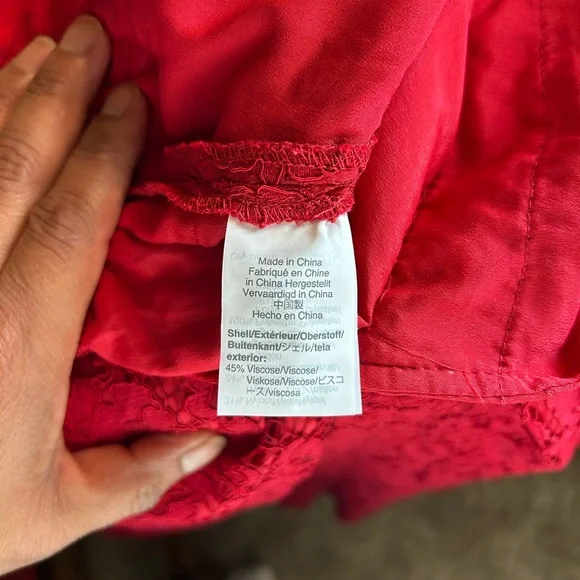 Made in China
Fabriqué en Chine
in China Hergestellt
Vervaardigd in China
中国製
Hecho en China
Shell/Extérieur/Oberstoff/
Buitenkant/シェル/tela
exterior:
45% Viscose/Viscose/
Viskose/Viscose/ビスコ
ース/viscosa